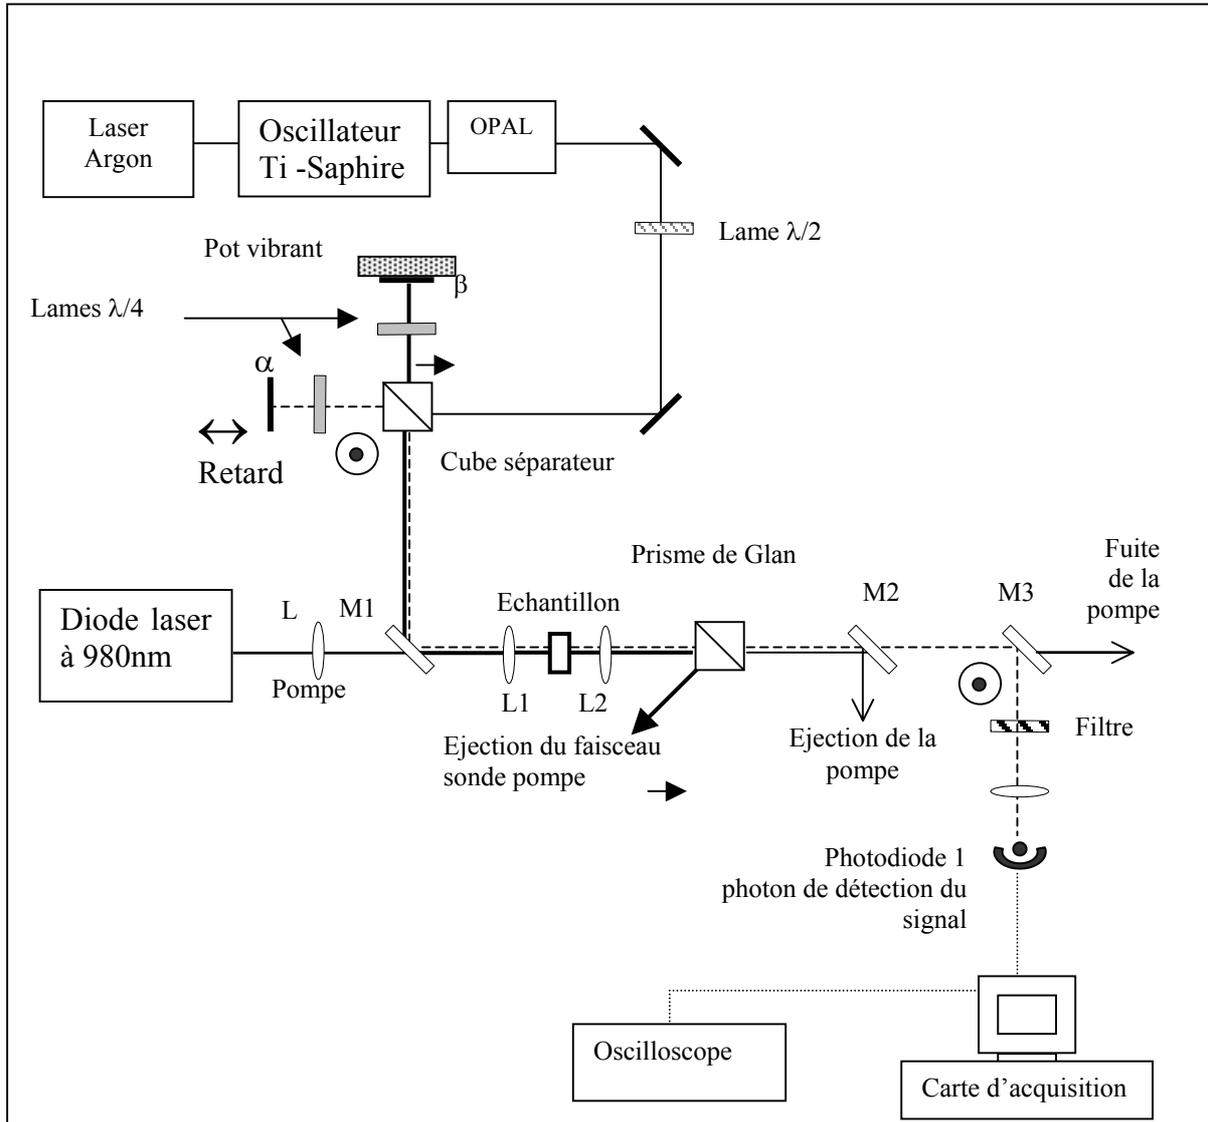 Laser
Argon
Oscillateur
Ti -Saphire
OPAL
Lame λ/2
Pot vibrant
β
Lames λ/4
α
Retard
Cube séparateur
Prisme de Glan
Fuite
de la
pompe
Diode laser
à 980nm
L
M1
Echantillon
M2
M3
Pompe
L1
L2
Ejection du faisceau
sonde pompe
Ejection de la
pompe
Filtre
Photodiode 1
photon de détection du
signal
Oscilloscope
Carte d'acquisition